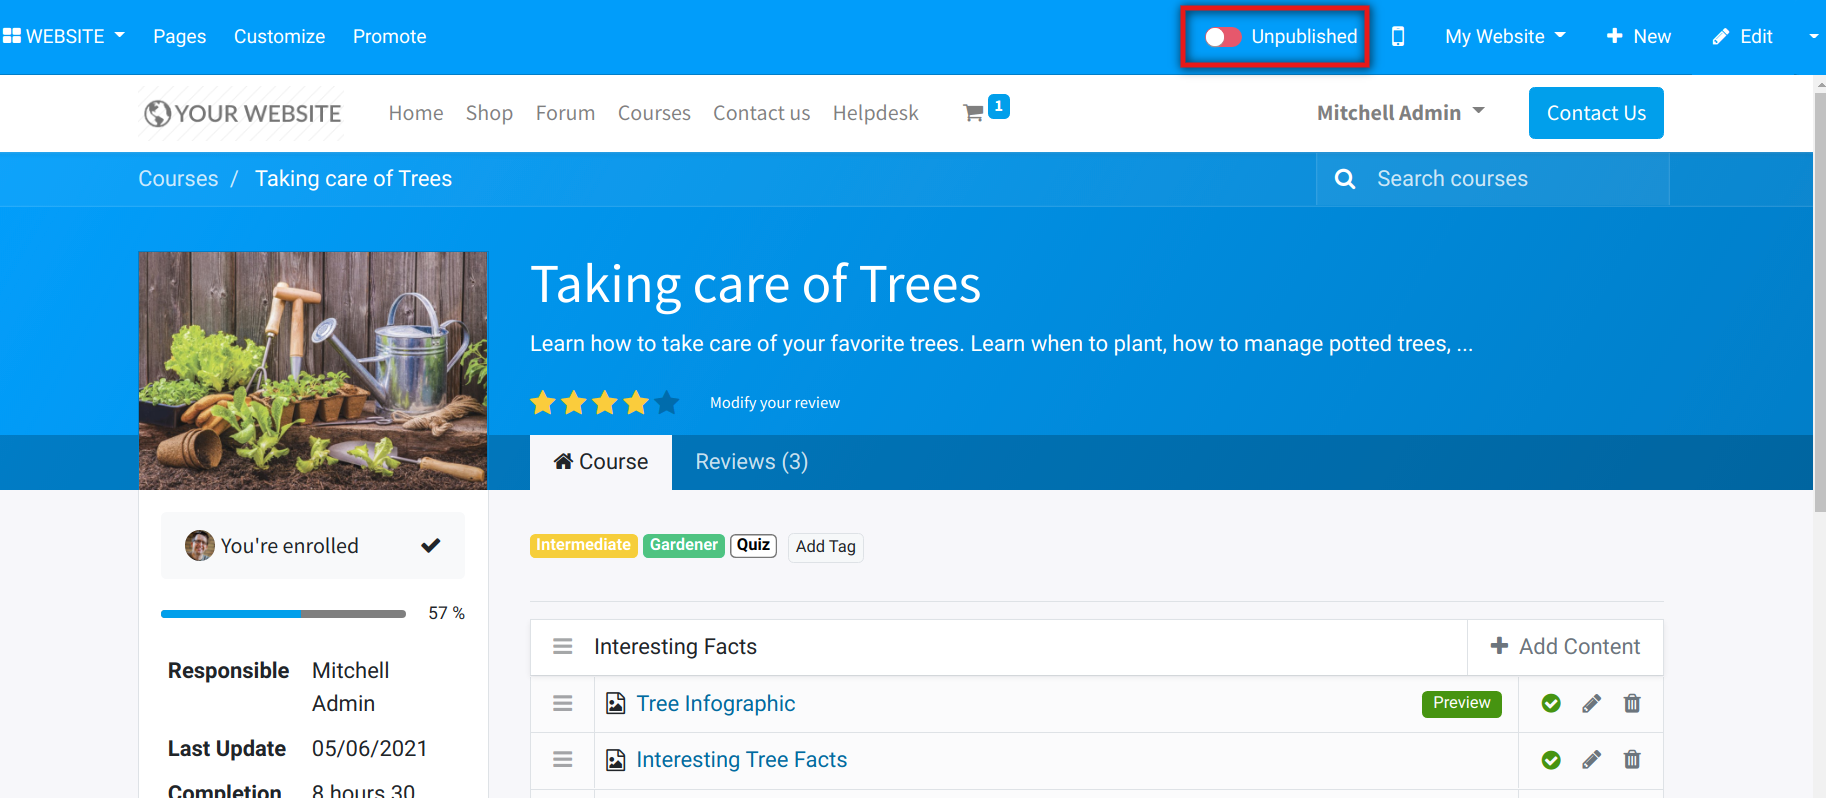 WEBSITE Pages Customize Promote Unpublished My Website New Edit
YOUR WEBSITE Home Shop Forum Courses Contact us Helpdesk 1 Mitchell Admin Contact Us
Courses / Taking care of Trees Search courses
Taking care of Trees
Learn how to take care of your favorite trees. Learn when to plant, how to manage potted trees, ...
Modify your review
Course Reviews (3)
You're enrolled
57 %
Responsible Mitchell
Admin
Last Update 05/06/2021
Completion 8 hours 30
Intermediate Gardener Quiz Add Tag
Interesting Facts Add Content
Tree Infographic Preview
Interesting Tree Facts